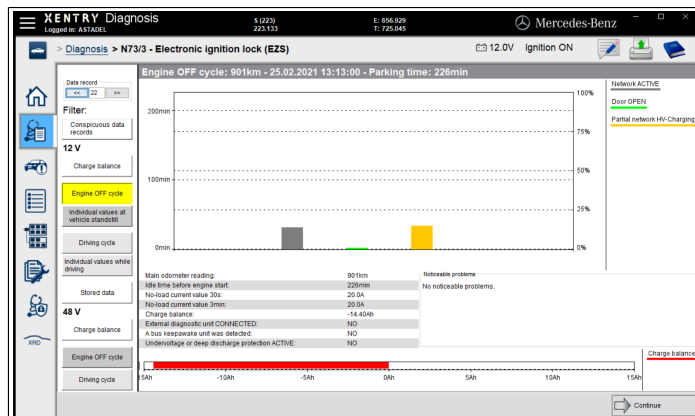 XENTRY Diagnosis
Logged in: ASTADEL
S (223)
223.133
E: 656.929
T: 725.045
Mercedes-Benz
> Diagnosis > N73/3 - Electronic ignition lock (EZS)
12.0V
Ignition ON
Data record
<< 22 >>
Filter:
Conspicuous data
records
12 V
Charge balance
Engine OFF cycle
Individual values at
vehicle standstill
Driving cycle
Individual values while
driving
Stored data
48 V
Charge balance
Engine OFF cycle
Driving cycle
XRD
Engine OFF cycle: 901km - 25.02.2021 13:13:00 - Parking time: 226min
200min
100min
0min
100%
75%
50%
25%
0%
Network ACTIVE
Door OPEN
Partial network HV-Charging
Main odometer reading: 901km
Idle time before engine start: 226min
No-load current value 30s: 20.0A
No-load current value 3min: 20.0A
Charge balance: -14.40Ah
External diagnostic unit CONNECTED: NO
A bus keepawake unit was detected: NO
Undervoltage or deep discharge protection ACTIVE: NO
Noticeable problems
No noticeable problems.
Charge balance
-10Ah
-5Ah
0Ah
5Ah
10Ah
15Ah
Continue